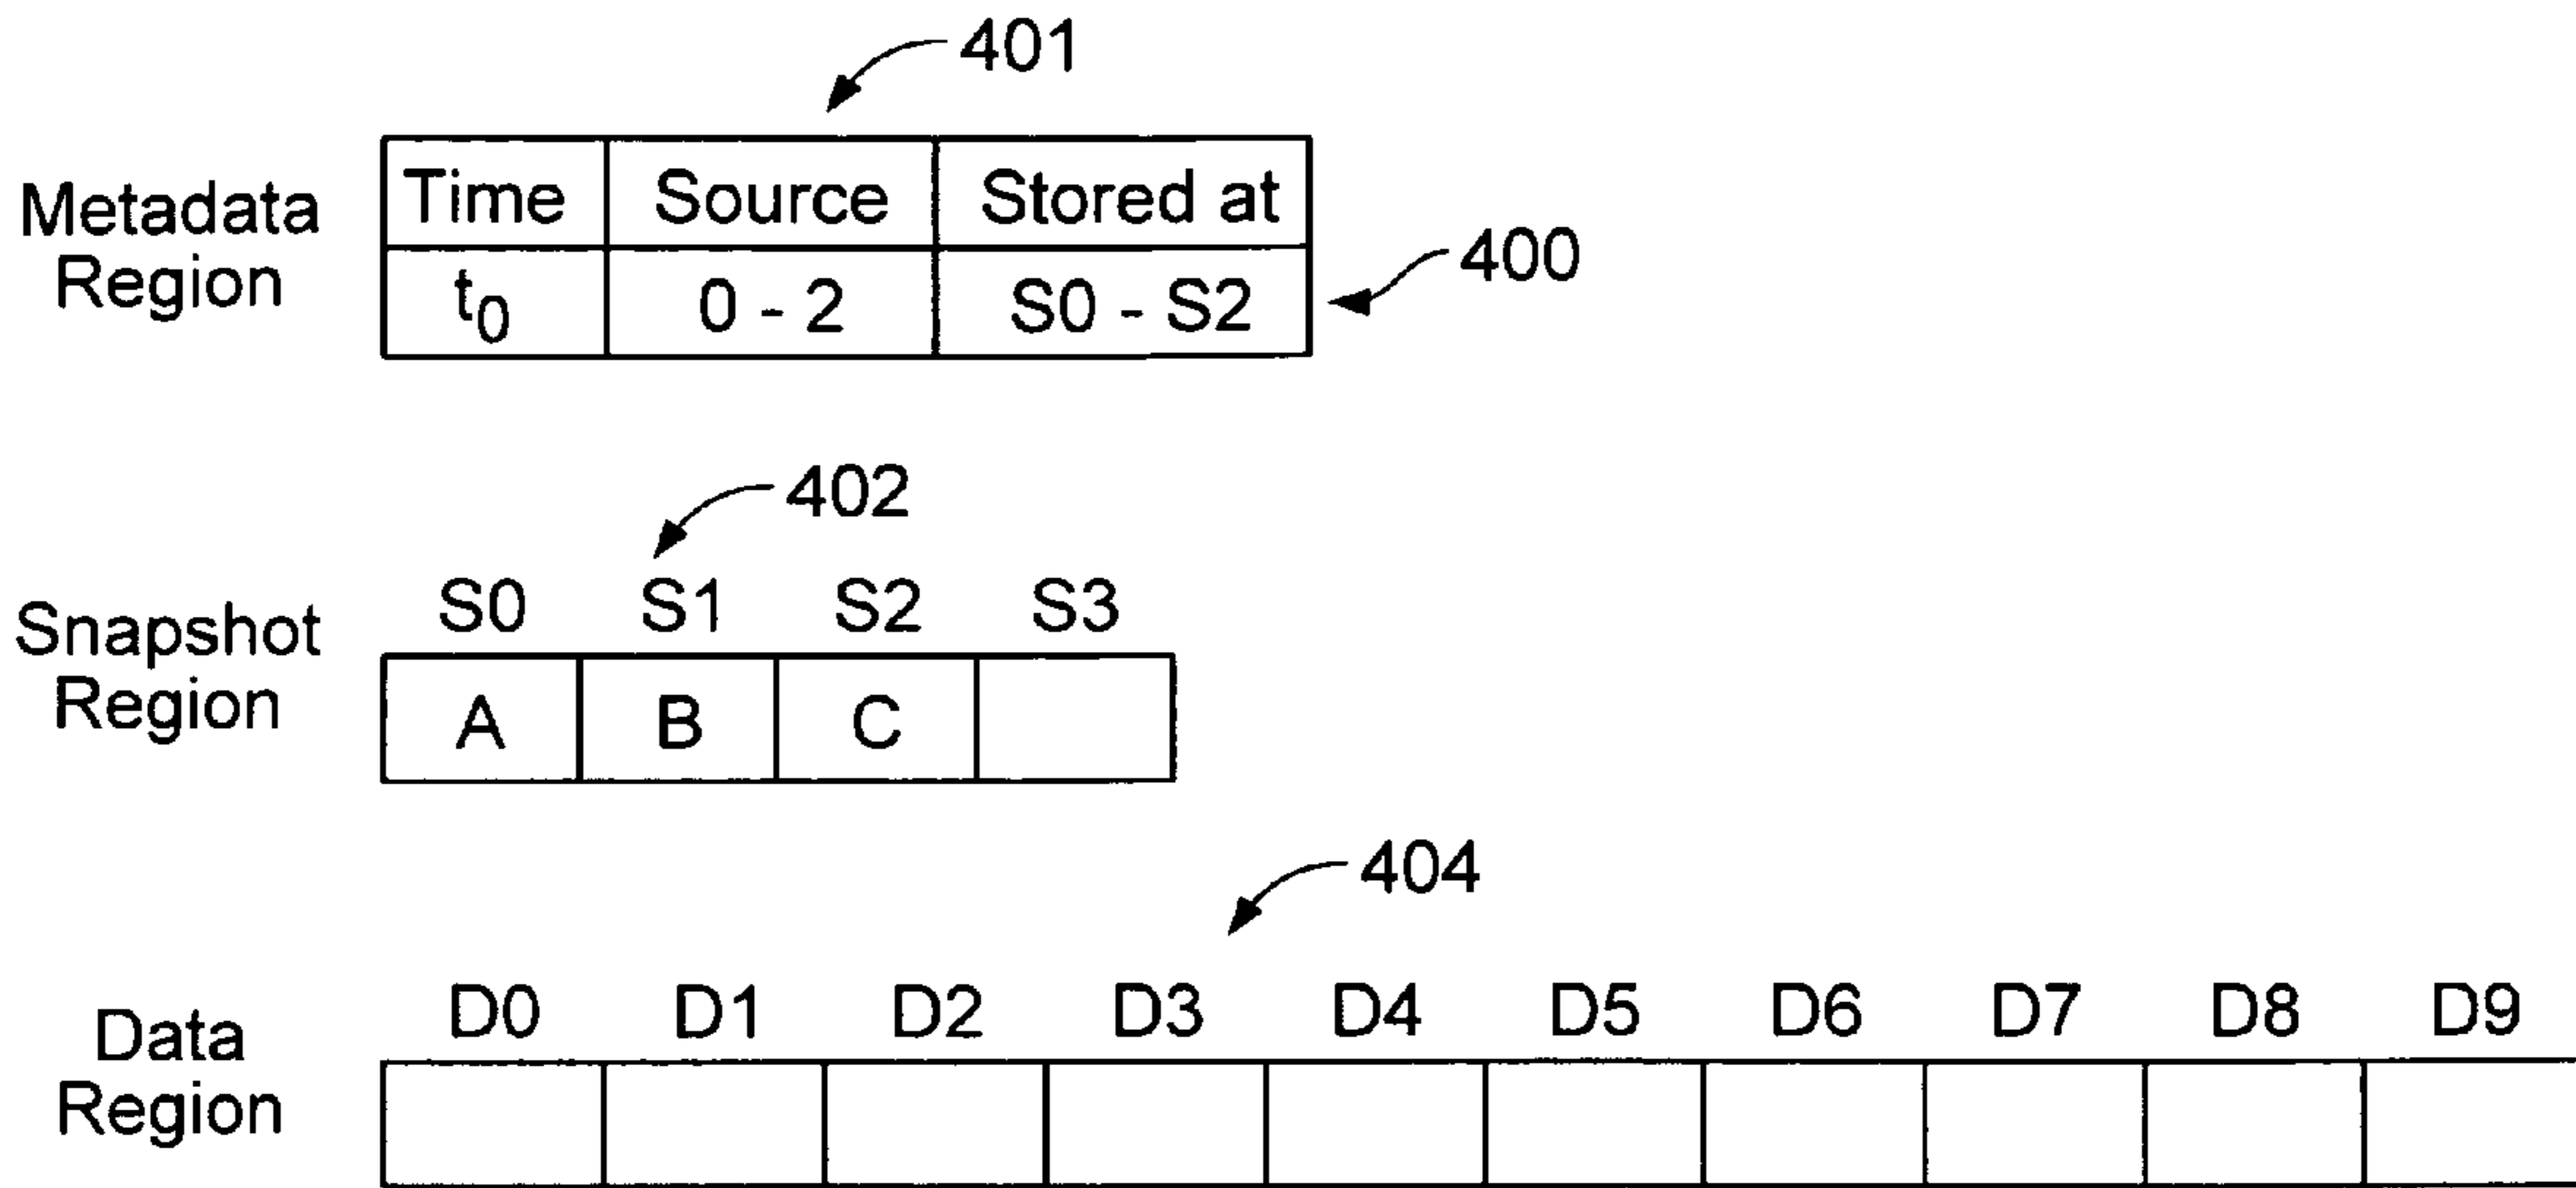 401
Metadata Region
Time Source Stored at
t0 0 - 2 S0 - S2
400
402
Snapshot Region
S0 S1 S2 S3
A B C
404
Data Region
D0 D1 D2 D3 D4 D5 D6 D7 D8 D9